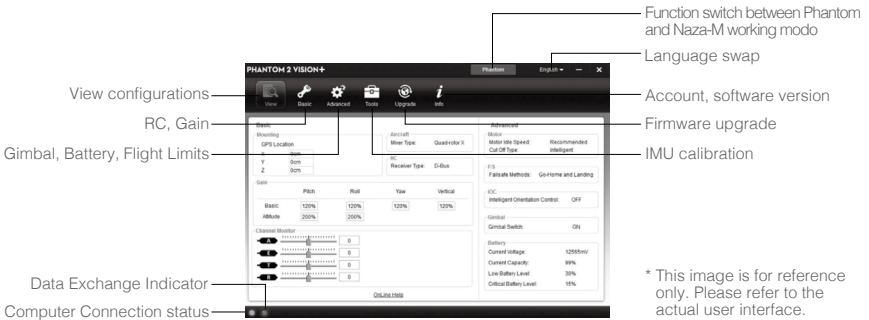 Function switch between Phantom
and Naza-M working modo
Language swap
PHANTOM 2 VISION+
Phantom
English
View configurations
View
Basic
Advanced
Tools
Upgrade
Info
Account, software version
RC, Gain
Firmware upgrade
Gimbal, Battery, Flight Limits
IMU calibration
Basic
Mounting
GPS Location
X 0cm
Y 0cm
Z 0cm
Aircraft
Mixer Type: Quad-rotor X
RC
Receiver Type: D-Bus
Gain
Pitch Roll Yaw Vertical
Basic 120% 120% 120% 120%
Attitude 200% 200%
Channel Monitor
A 0
E 0
T 0
R 0
Advanced
Motor
Motor Idle Speed: Recommended
Cut Off Type: Intelligent
F/S
Failsafe Methods: Go-Home and Landing
IOC
Intelligent Orientation Control: OFF
Gimbal
Gimbal Switch: ON
Battery
Current Voltage: 12565mV
Current Capacity: 99%
Low Battery Level: 30%
Critical Battery Level: 15%
OnLine Help
Data Exchange Indicator
Computer Connection status
* This image is for reference
only. Please refer to the
actual user interface.